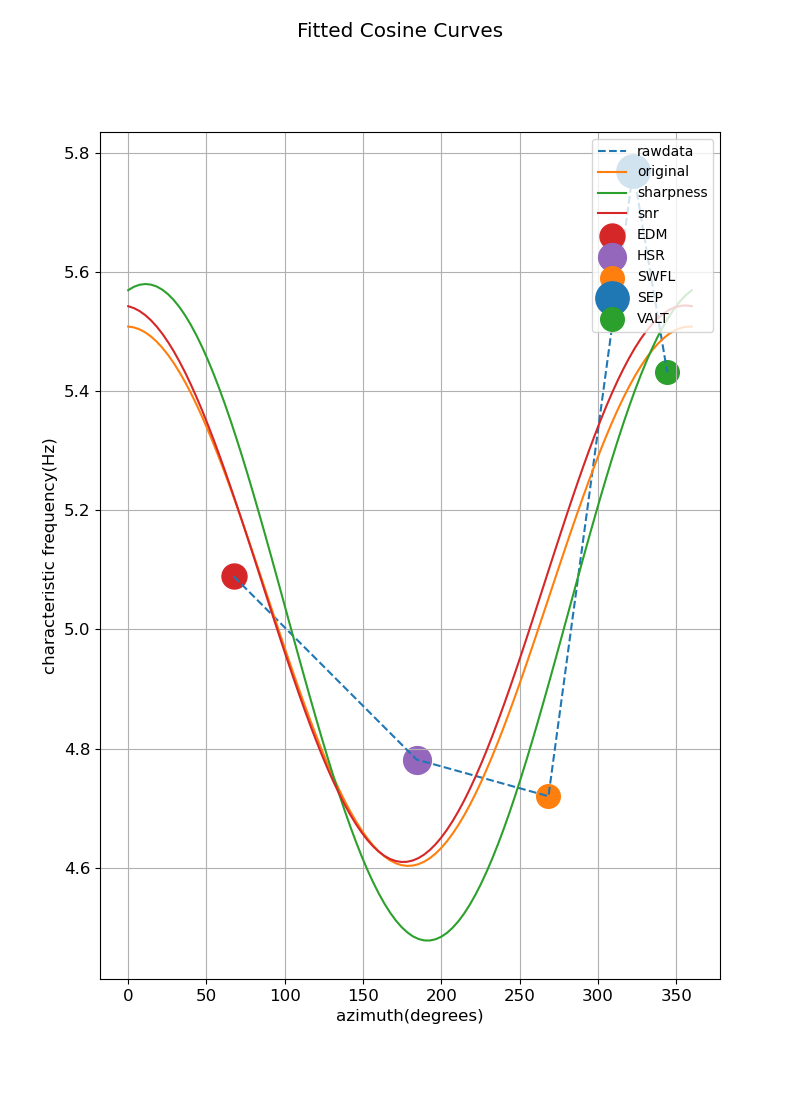 Fitted Cosine Curves
5.8
5.6
5.4
5.2
5.0
4.8
4.6
characteristic frequency(Hz)
rawdata
original
sharpness
snr
EDM
HSR
SWFL
SEP
VALT
0 50 100 150 200 250 300 350
azimuth(degrees)